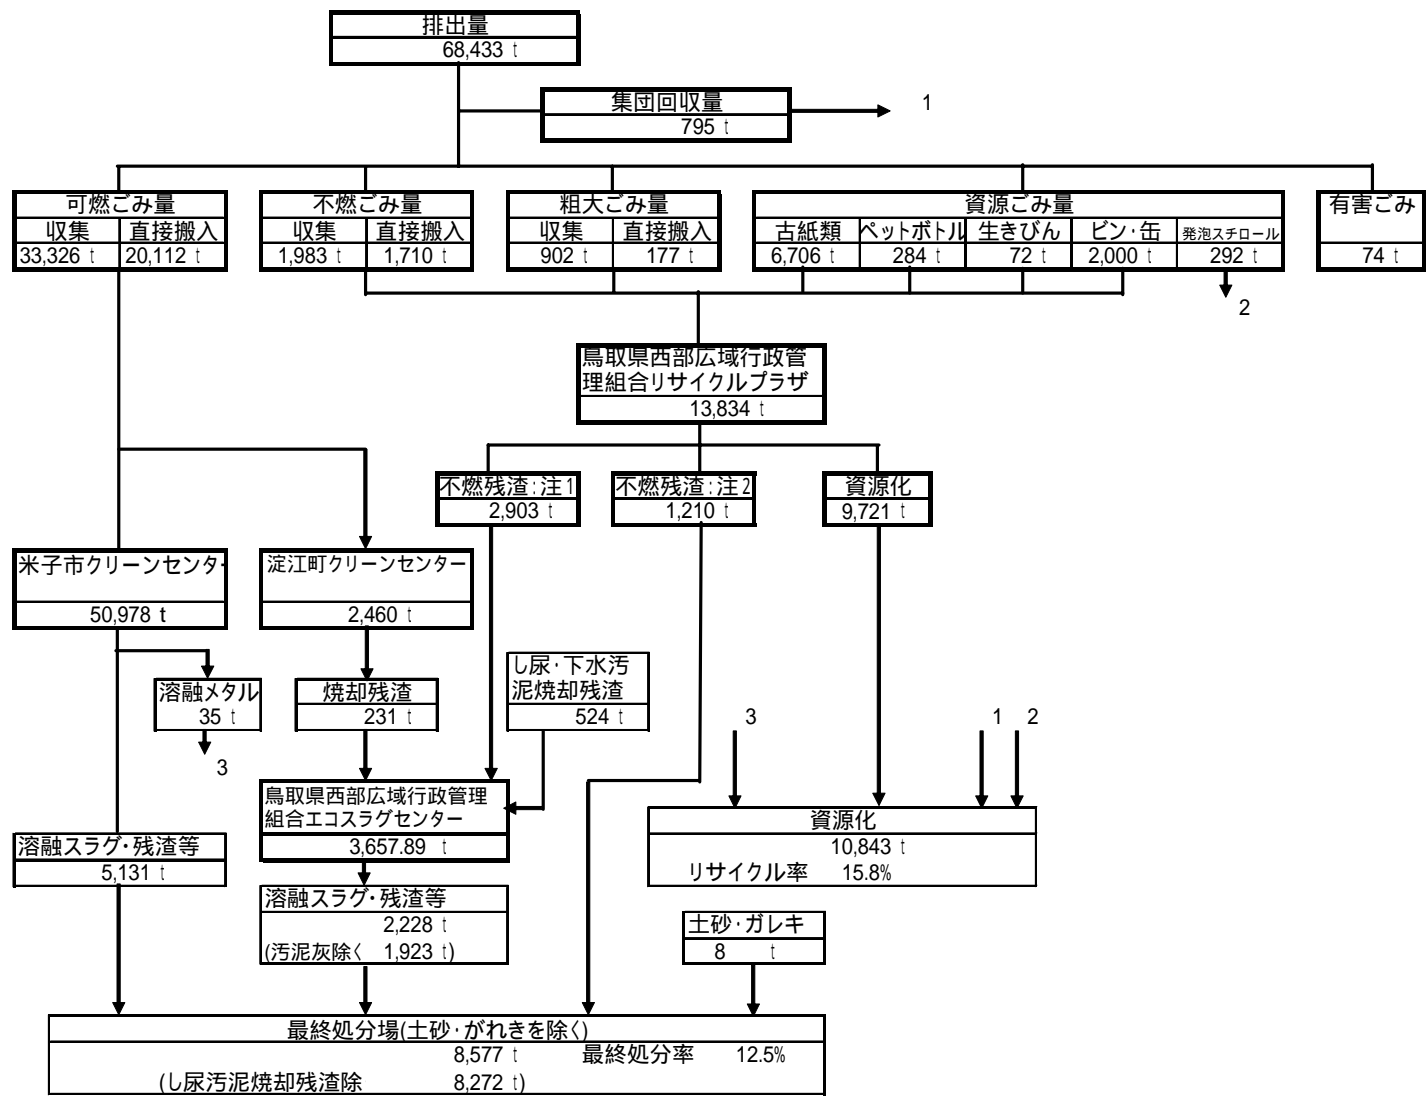 排出量
68,433 t
集団回収量
795 t
1
可燃ごみ量
収集 直接搬入
33,326 t 20,112 t
不燃ごみ量
収集 直接搬入
1,983 t 1,710 t
粗大ごみ量
収集 直接搬入
902 t 177 t
資源ごみ量
古紙類 ペットボトル 生きびん ビン・缶 発泡スチロール
6,706 t 284 t 72 t 2,000 t 292 t
有害ごみ
74 t
2
鳥取県西部広域行政管
理組合リサイクルプラザ
13,834 t
不燃残渣:注1
2,903 t
不燃残渣:注2
1,210 t
資源化
9,721 t
米子市クリーンセンター
50,978 t
淀江町クリーンセンター
2,460 t
溶融メタル
35 t
3
焼却残渣
231 t
し尿・下水汚
泥焼却残渣
524 t
3
1 2
鳥取県西部広域行政管理
組合エコスラグセンター
3,657.89 t
資源化
10,843 t
リサイクル率 15.8%
溶融スラグ・残渣等
5,131 t
溶融スラグ・残渣等
2,228 t
(汚泥灰除く 1,923 t)
土砂・ガレキ
8 t
最終処分場(土砂・がれきを除く)
8,577 t 最終処分率 12.5%
(し尿汚泥焼却残渣除 8,272 t)